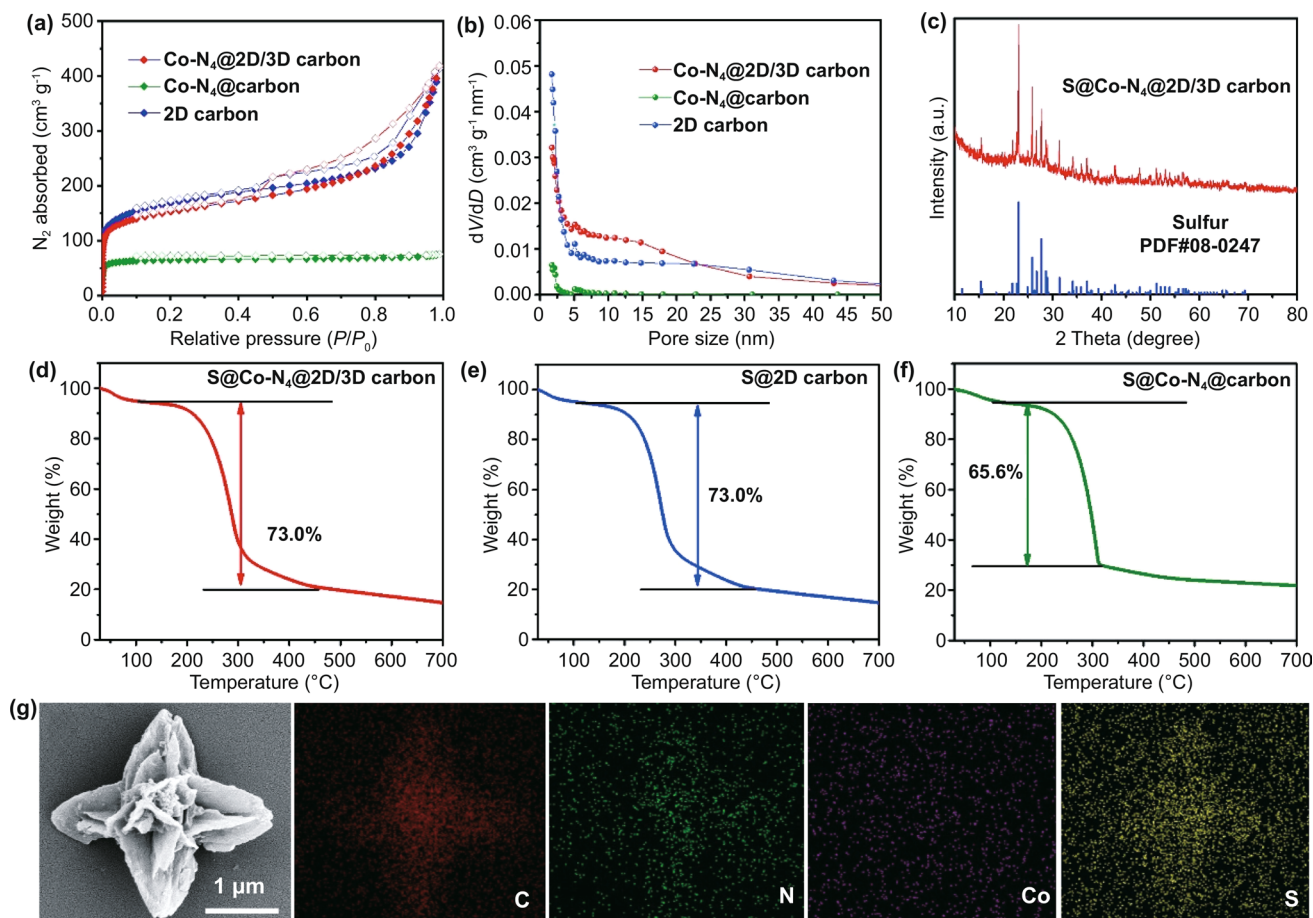 (a)
500
400
300
200
100
0
N₂ absorbed (cm³ g⁻¹)
Co-N₄@2D/3D carbon
Co-N₄@carbon
2D carbon
0.0 0.2 0.4 0.6 0.8 1.0
Relative pressure (P/P₀)
(b)
0.06
0.05
0.04
0.03
0.02
0.01
0.00
dV/dD (cm³ g⁻¹ nm⁻¹)
Co-N₄@2D/3D carbon
Co-N₄@carbon
2D carbon
0 5 10 15 20 25 30 35 40 45 50
Pore size (nm)
(c)
Intensity (a.u.)
S@Co-N₄@2D/3D carbon
Sulfur
PDF#08-0247
10 20 30 40 50 60 70 80
2 Theta (degree)
(d)
S@Co-N₄@2D/3D carbon
100
80
60
40
20
0
Weight (%)
73.0%
100 200 300 400 500 600 700
Temperature (°C)
(e)
S@2D carbon
100
80
60
40
20
0
Weight (%)
73.0%
100 200 300 400 500 600 700
Temperature (°C)
(f)
S@Co-N₄@carbon
100
80
60
40
20
0
Weight (%)
65.6%
100 200 300 400 500 600 700
Temperature (°C)
(g)
1 μm
C
N
Co
S